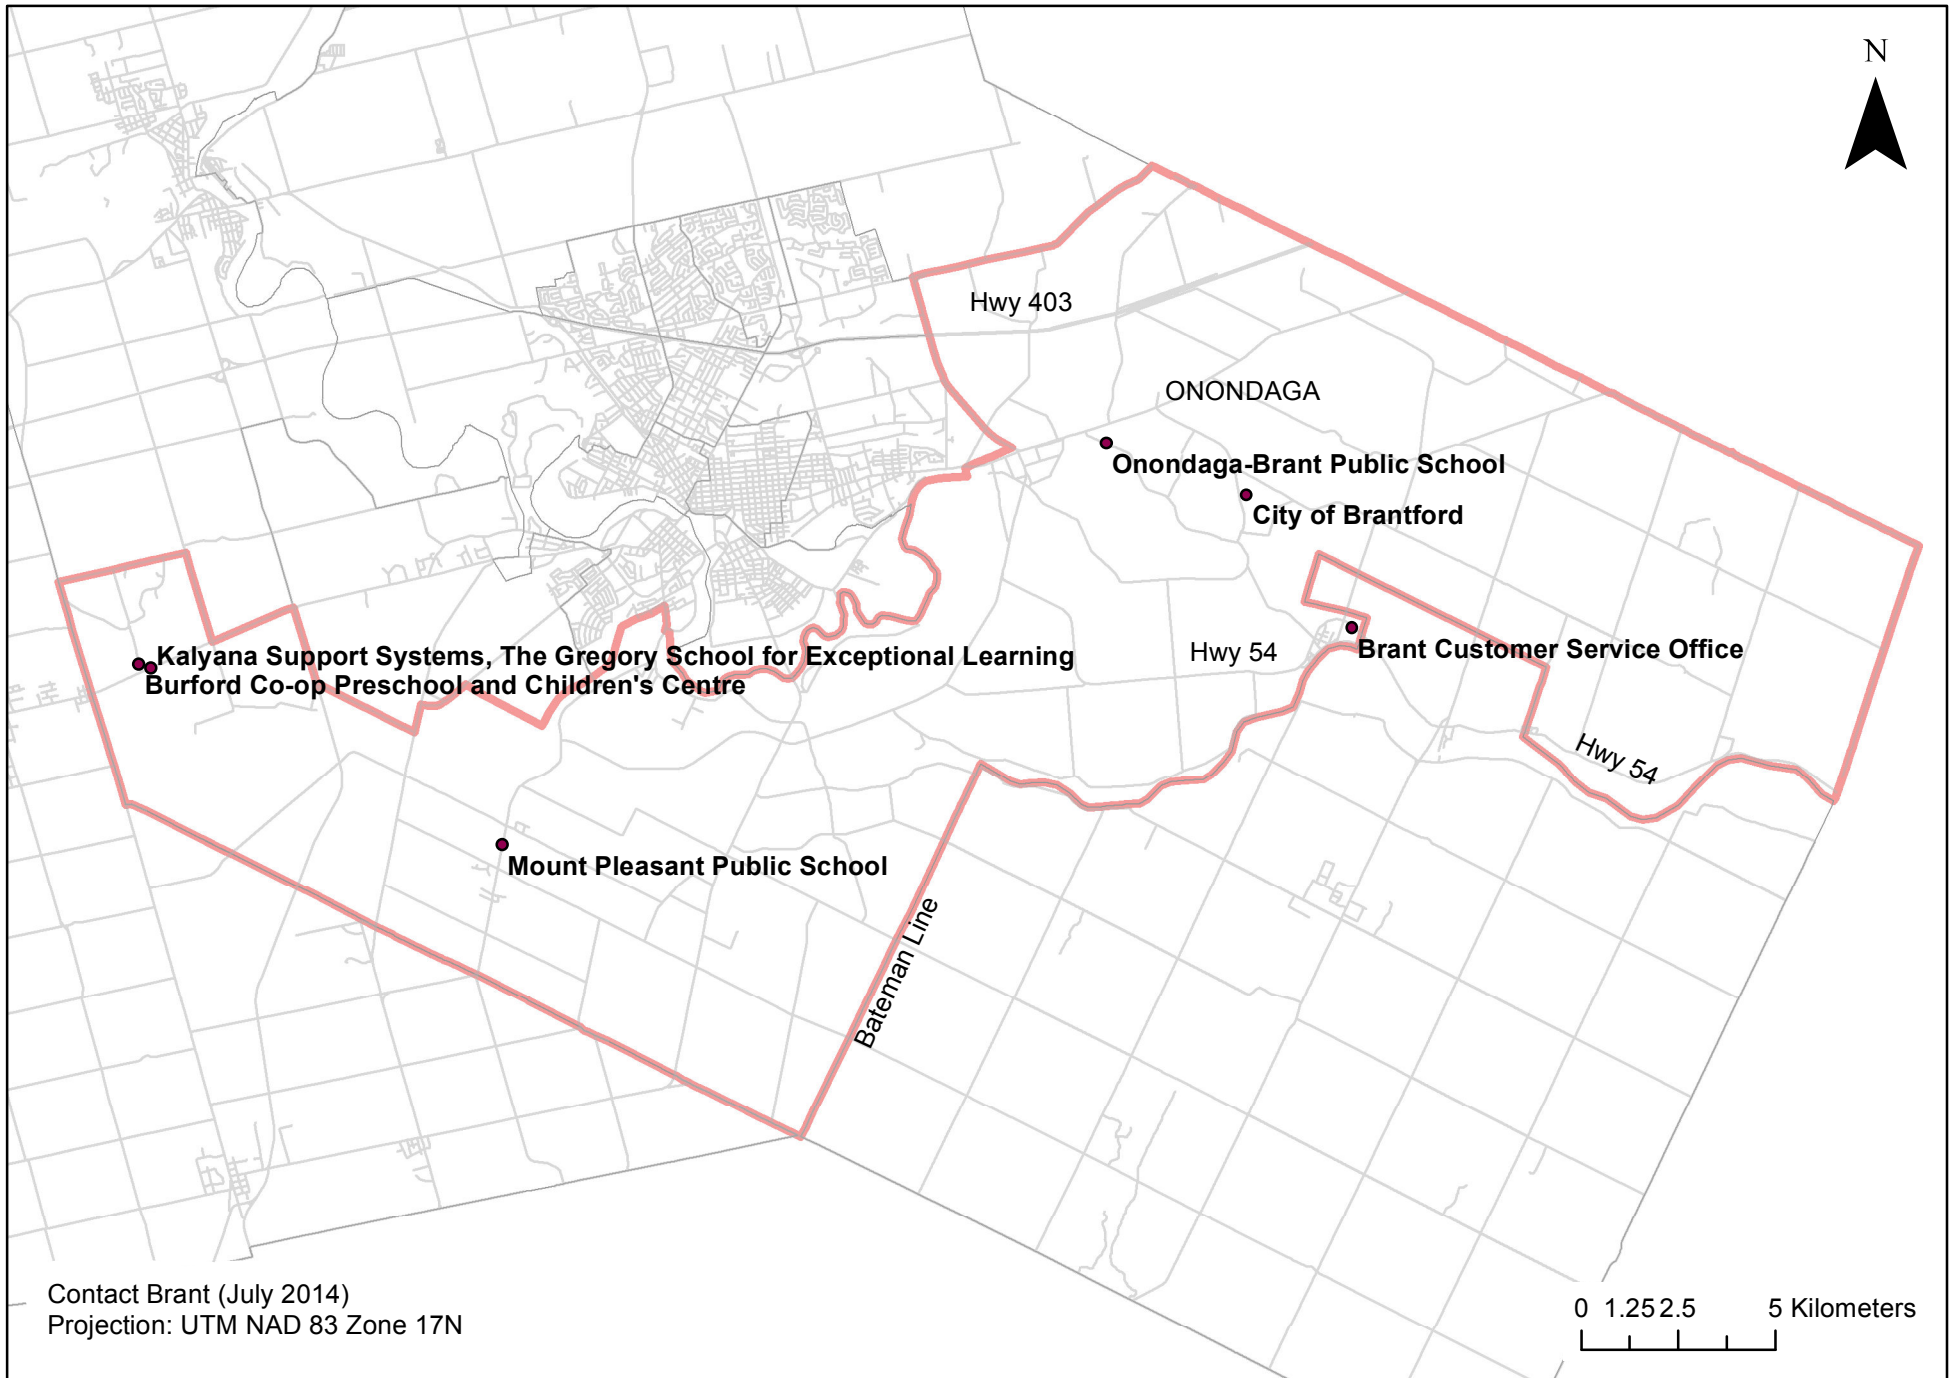 N
Hwy 403
ONONDAGA
Onondaga-Brant Public School
City of Brantford
Hwy 54
Brant Customer Service Office
Kalyana Support Systems, The Gregory School for Exceptional Learning
Burford Co-op Preschool and Children's Centre
Hwy 54
Mount Pleasant Public School
Bateman Line
Contact Brant (July 2014)
Projection: UTM NAD 83 Zone 17N
0 1.25 2.5 5 Kilometers